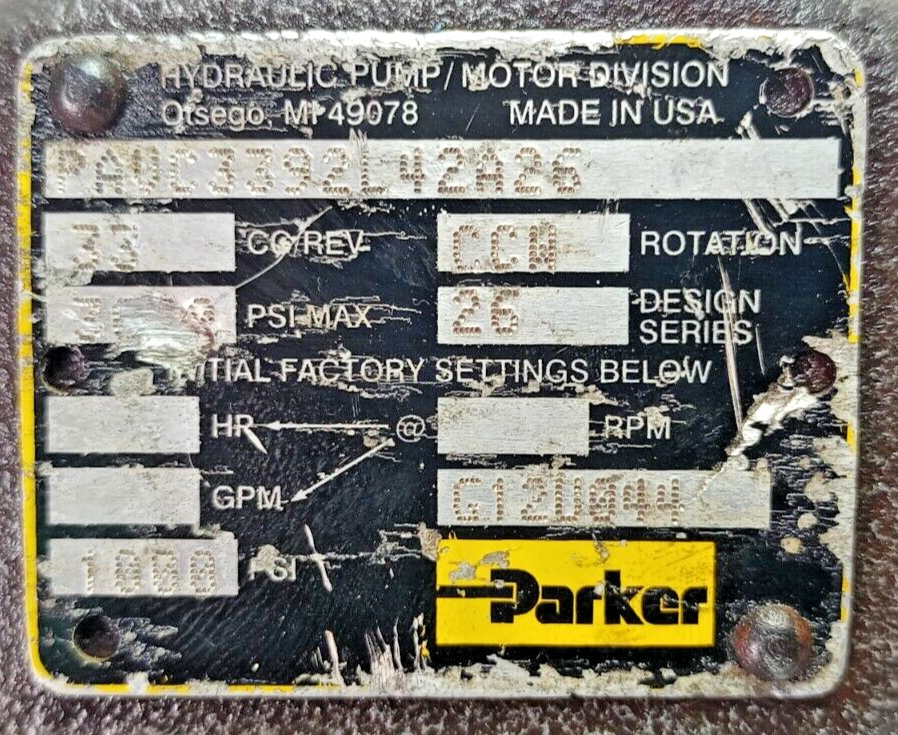 HYDRAULIC PUMP/MOTOR DIVISION
Otsego, MI 49078 MADE IN USA
PAVC3392L42A26
33 CC/REV CCW ROTATION
PSI MAX 26 DESIGN SERIES
INITIAL FACTORY SETTINGS BELOW
HP @ RPM
GPM
1000 PSI
Parker